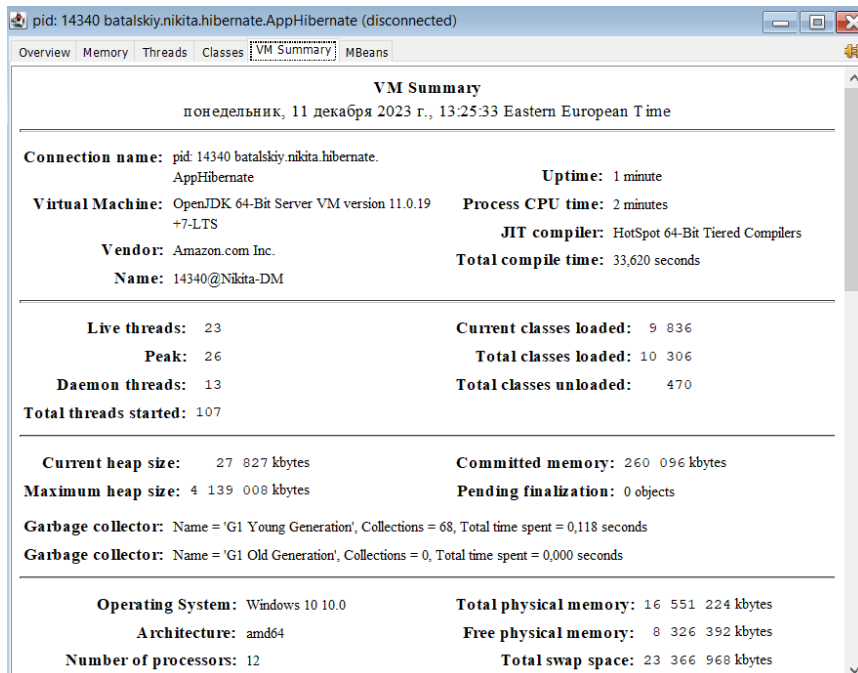 pid: 14340 batalskiy.nikita.hibernate.AppHibernate (disconnected)
Overview Memory Threads Classes VM Summary MBeans
VM Summary
понедельник, 11 декабря 2023 г., 13:25:33 Eastern European Time
Connection name: pid: 14340 batalskiy.nikita.hibernate.
AppHibernate
Virtual Machine: OpenJDK 64-Bit Server VM version 11.0.19
+7-LTS
Vendor: Amazon.com Inc.
Name: 14340@Nikita-DM
Uptime: 1 minute
Process CPU time: 2 minutes
JIT compiler: HotSpot 64-Bit Tiered Compilers
Total compile time: 33,620 seconds
Live threads: 23
Peak: 26
Daemon threads: 13
Total threads started: 107
Current classes loaded: 9 836
Total classes loaded: 10 306
Total classes unloaded: 470
Current heap size: 27 827 kbytes
Maximum heap size: 4 139 008 kbytes
Committed memory: 260 096 kbytes
Pending finalization: 0 objects
Garbage collector: Name = 'G1 Young Generation', Collections = 68, Total time spent = 0,118 seconds
Garbage collector: Name = 'G1 Old Generation', Collections = 0, Total time spent = 0,000 seconds
Operating System: Windows 10 10.0
Architecture: amd64
Number of processors: 12
Total physical memory: 16 551 224 kbytes
Free physical memory: 8 326 392 kbytes
Total swap space: 23 366 968 kbytes